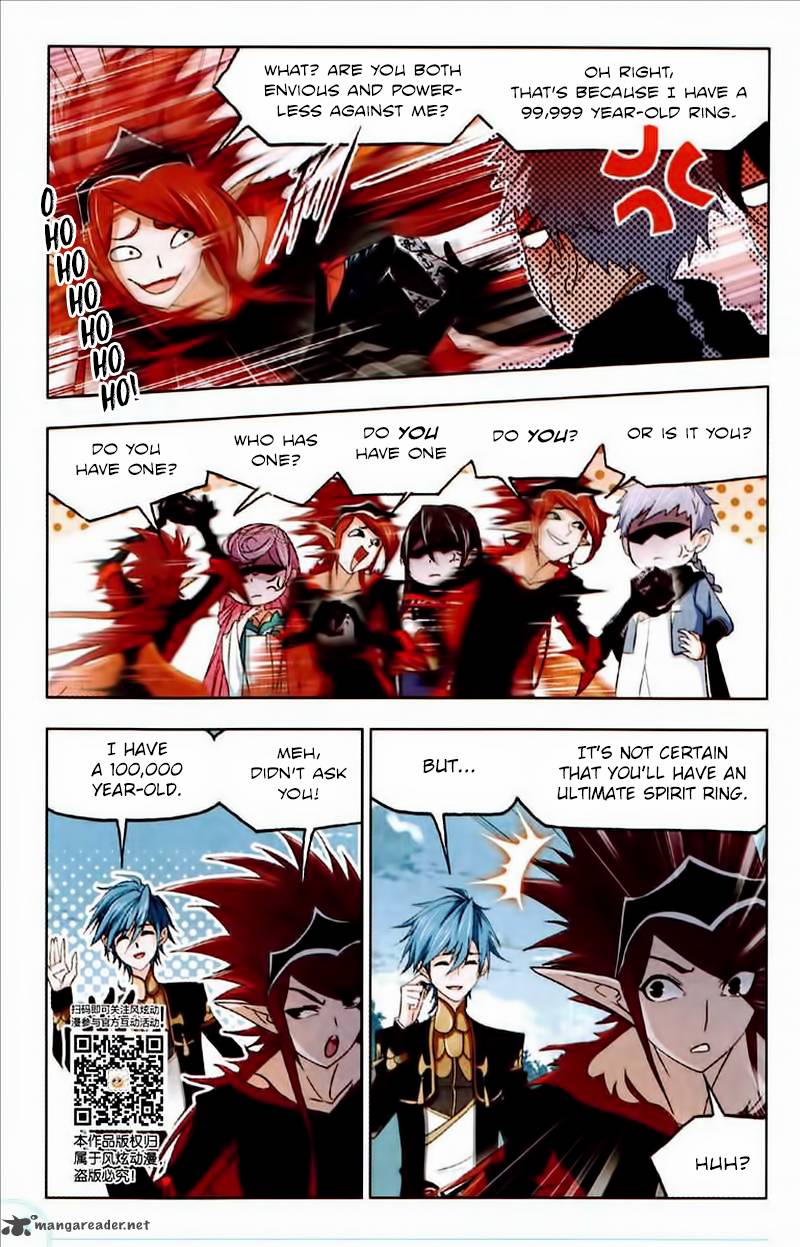 WHAT? ARE YOU BOTH
ENVIOUS AND POWER-
LESS AGAINST ME?
OH RIGHT,
THAT'S BECAUSE I HAVE A
99,999 YEAR-OLD RING.
O
HO
HO
HO
HO
HO
HO!
DO YOU
HAVE ONE?
WHO HAS
ONE?
DO YOU
HAVE ONE
DO YOU?
OR IS IT YOU?
I HAVE
A 100,000
YEAR-OLD.
MEH,
DIDN'T ASK
YOU!
扫码即可关注风炫动
漫参与官方互动活动
本作品版权归
属于风炫动漫,
盗版必究!
BUT...
IT'S NOT CERTAIN
THAT YOU'LL HAVE AN
ULTIMATE SPIRIT RING.
HUH?
mangareader.net